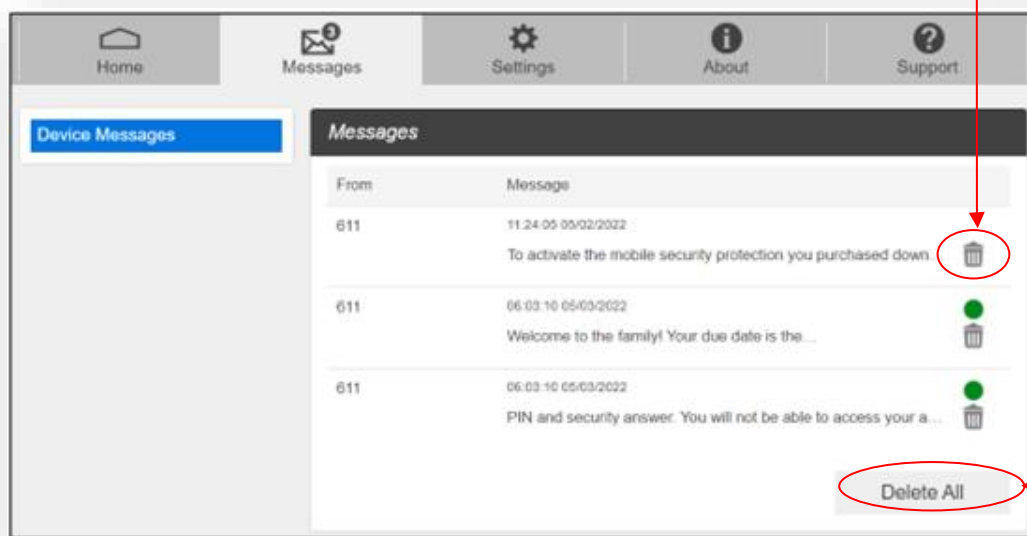 3
Home Messages Settings About Support
Device Messages
Messages
From Message
611 11:24:05 05/02/2022
To activate the mobile security protection you purchased down...
611 06:03:10 05/03/2022
Welcome to the family! Your due date is the...
611 06:03:10 05/03/2022
PIN and security answer. You will not be able to access your a...
Delete All